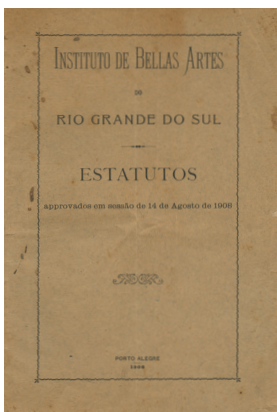 INSTITUTO DE BELLAS ARTES
DO
RIO GRANDE DO SUL
ESTATUTOS
approvados em sessão de 14 de Agosto de 1908
PORTO ALEGRE
1908